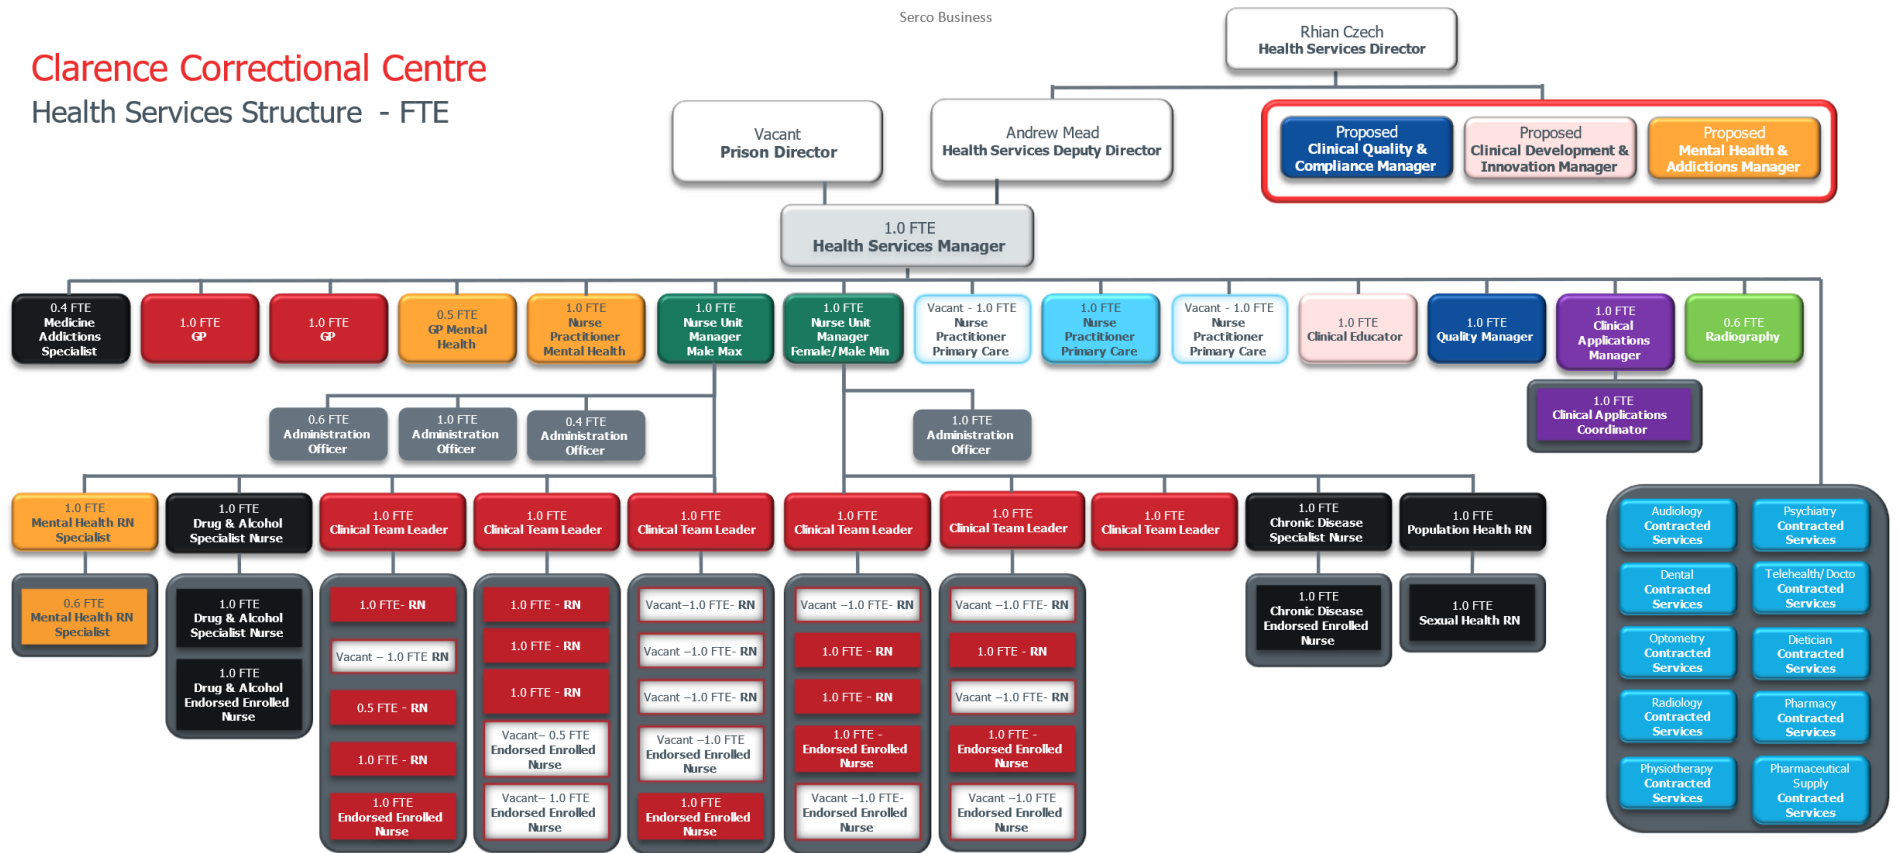 Serco Business
Clarence Correctional Centre
Health Services Structure - FTE
Rhian Czech
Health Services Director
Vacant
Prison Director
Andrew Mead
Health Services Deputy Director
Proposed
Clinical Quality &
Compliance Manager
Proposed
Clinical Development &
Innovation Manager
Proposed
Mental Health &
Addictions Manager
1.0 FTE
Health Services Manager
0.4 FTE
Medicine
Addictions
Specialist
1.0 FTE
GP
1.0 FTE
GP
0.5 FTE
GP Mental
Health
1.0 FTE
Nurse
Practitioner
Mental Health
1.0 FTE
Nurse Unit
Manager
Male Max
1.0 FTE
Nurse Unit
Manager
Female/Male Min
Vacant - 1.0 FTE
Nurse
Practitioner
Primary Care
1.0 FTE
Nurse
Practitioner
Primary Care
Vacant - 1.0 FTE
Nurse
Practitioner
Primary Care
1.0 FTE
Clinical Educator
1.0 FTE
Quality Manager
1.0 FTE
Clinical
Applications
Manager
0.6 FTE
Radiography
1.0 FTE
Clinical Applications
Coordinator
0.6 FTE
Administration
Officer
1.0 FTE
Administration
Officer
0.4 FTE
Administration
Officer
1.0 FTE
Administration
Officer
1.0 FTE
Mental Health RN
Specialist
1.0 FTE
Drug & Alcohol
Specialist Nurse
1.0 FTE
Clinical Team Leader
1.0 FTE
Clinical Team Leader
1.0 FTE
Clinical Team Leader
1.0 FTE
Clinical Team Leader
1.0 FTE
Clinical Team Leader
1.0 FTE
Clinical Team Leader
1.0 FTE
Chronic Disease
Specialist Nurse
1.0 FTE
Population Health RN
0.6 FTE
Mental Health RN
Specialist
1.0 FTE
Drug & Alcohol
Specialist Nurse
1.0 FTE
Drug & Alcohol
Endorsed Enrolled
Nurse
1.0 FTE- RN
Vacant – 1.0 FTE RN
0.5 FTE - RN
1.0 FTE - RN
1.0 FTE
Endorsed Enrolled
Nurse
1.0 FTE - RN
1.0 FTE - RN
1.0 FTE - RN
Vacant– 0.5 FTE
Endorsed Enrolled
Nurse
Vacant– 1.0 FTE
Endorsed Enrolled
Nurse
Vacant–1.0 FTE- RN
Vacant –1.0 FTE- RN
Vacant –1.0 FTE- RN
Vacant –1.0 FTE
Endorsed Enrolled
Nurse
1.0 FTE
Endorsed Enrolled
Nurse
Vacant –1.0 FTE- RN
1.0 FTE - RN
1.0 FTE - RN
1.0 FTE -
Endorsed Enrolled
Nurse
Vacant –1.0 FTE-
Endorsed Enrolled
Nurse
Vacant –1.0 FTE- RN
1.0 FTE - RN
Vacant –1.0 FTE- RN
1.0 FTE -
Endorsed Enrolled
Nurse
Vacant –1.0 FTE
Endorsed Enrolled
Nurse
1.0 FTE
Chronic Disease
Endorsed Enrolled
Nurse
1.0 FTE
Sexual Health RN
Audiology
Contracted
Services
Psychiatry
Contracted
Services
Dental
Contracted
Services
Telehealth/Docto
Contracted
Services
Optometry
Contracted
Services
Dietician
Contracted
Services
Radiology
Contracted
Services
Pharmacy
Contracted
Services
Physiotherapy
Contracted
Services
Pharmaceutical
Supply
Contracted
Services